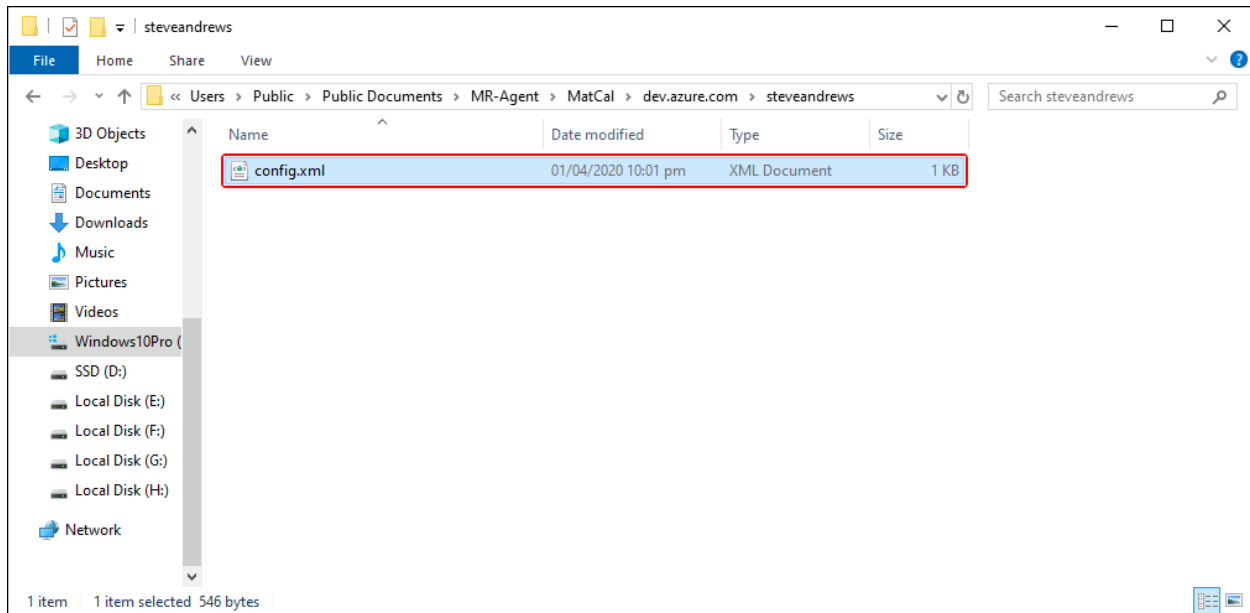 steveandrews
File Home Share View
« Users > Public > Public Documents > MR-Agent > MatCal > dev.azure.com > steveandrews Search steveandrews
Name Date modified Type Size
config.xml 01/04/2020 10:01 pm XML Document 1 KB
3D Objects
Desktop
Documents
Downloads
Music
Pictures
Videos
Windows10Pro (
SSD (D:)
Local Disk (E:)
Local Disk (F:)
Local Disk (G:)
Local Disk (H:)
Network
1 item 1 item selected 546 bytes